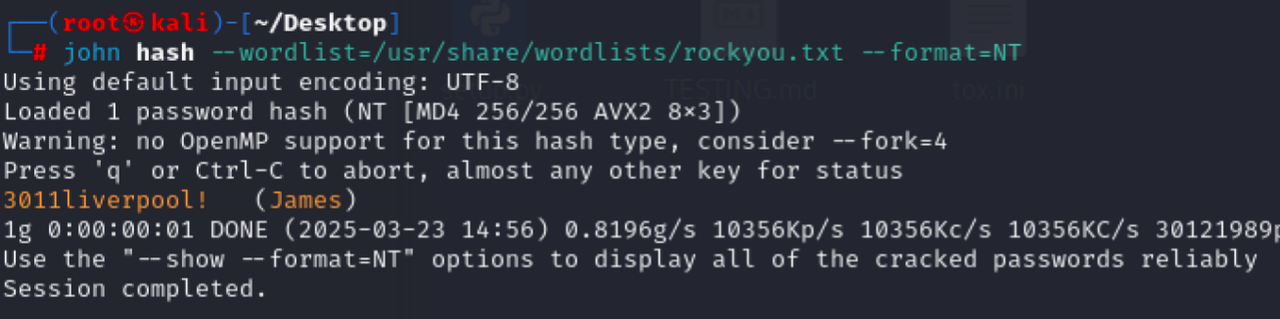 ┌──(root㉿kali)-[~/Desktop]
└─# john hash --wordlist=/usr/share/wordlists/rockyou.txt --format=NT
Using default input encoding: UTF-8
TESTING.md tox.ini
Loaded 1 password hash (NT [MD4 256/256 AVX2 8×3])
Warning: no OpenMP support for this hash type, consider --fork=4
Press 'q' or Ctrl-C to abort, almost any other key for status
3011liverpool! (James)
1g 0:00:00:01 DONE (2025-03-23 14:56) 0.8196g/s 10356Kp/s 10356Kc/s 10356KC/s 30121989
Use the "--show --format=NT" options to display all of the cracked passwords reliably
Session completed.